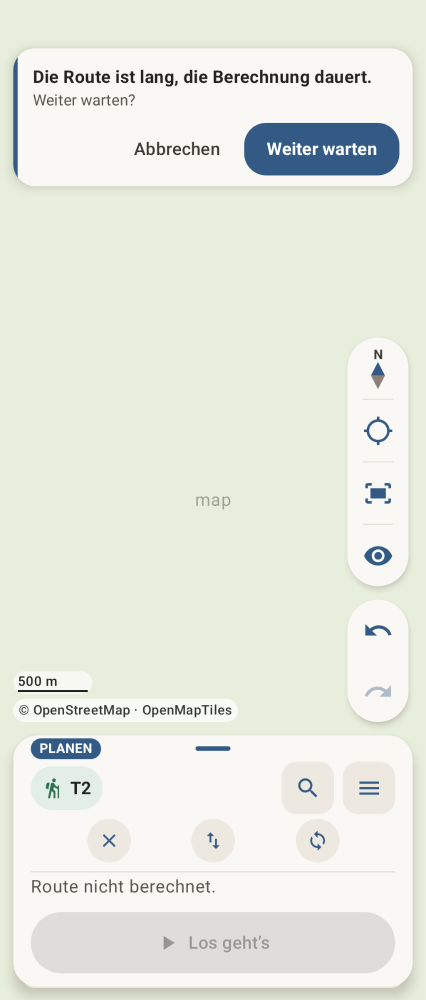 Die Route ist lang, die Berechnung dauert.
Weiter warten?
Abbrechen
Weiter warten
N
map
500 m
© OpenStreetMap · OpenMapTiles
PLANEN
T2
Route nicht berechnet.
Los geht's